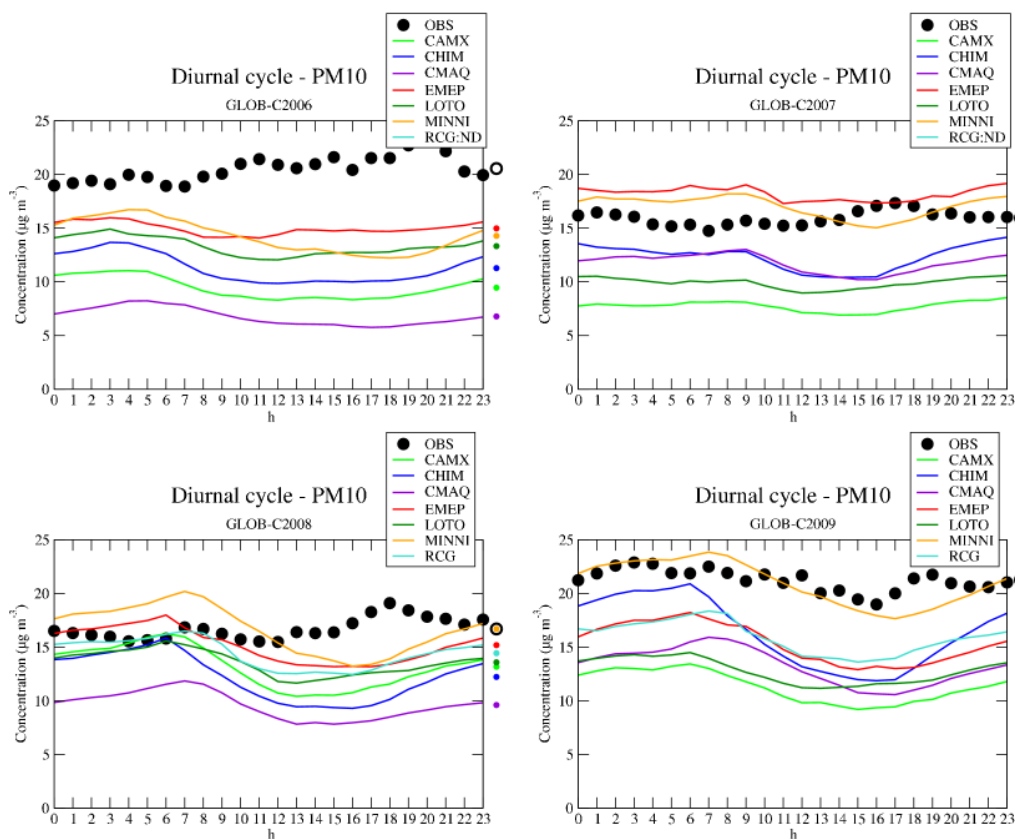 OBS
CAMX
CHIM
CMAQ
EMEP
LOTO
MINNI
RCG:ND
Diurnal cycle - PM10
GLOB-C2006
Concentration (μg m⁻³)
25
20
15
10
5
0
0 1 2 3 4 5 6 7 8 9 10 11 12 13 14 15 16 17 18 19 20 21 22 23
h
OBS
CAMX
CHIM
CMAQ
EMEP
LOTO
MINNI
RCG:ND
Diurnal cycle - PM10
GLOB-C2007
Concentration (μg m⁻³)
25
20
15
10
5
0
0 1 2 3 4 5 6 7 8 9 10 11 12 13 14 15 16 17 18 19 20 21 22 23
h
OBS
CAMX
CHIM
CMAQ
EMEP
LOTO
MINNI
RCG
Diurnal cycle - PM10
GLOB-C2008
Concentration (μg m⁻³)
25
20
15
10
5
0
0 1 2 3 4 5 6 7 8 9 10 11 12 13 14 15 16 17 18 19 20 21 22 23
h
OBS
CAMX
CHIM
CMAQ
EMEP
LOTO
MINNI
RCG
Diurnal cycle - PM10
GLOB-C2009
Concentration (μg m⁻³)
25
20
15
10
5
0
0 1 2 3 4 5 6 7 8 9 10 11 12 13 14 15 16 17 18 19 20 21 22 23
h